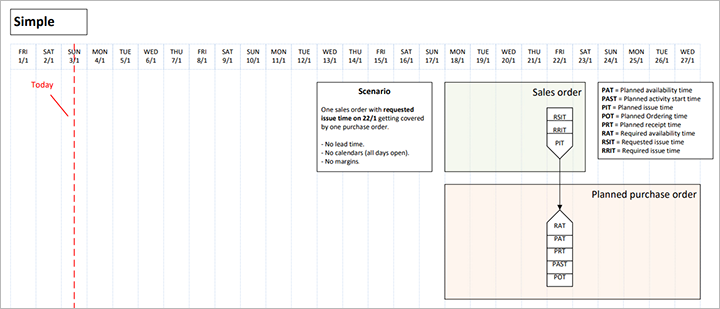 Simple
FRI SAT SUN MON TUE WED THU FRI SAT SUN MON TUE WED THU FRI SAT SUN MON TUE WED THU FRI SAT SUN MON TUE WED
1/1 2/1 3/1 4/1 5/1 6/1 7/1 8/1 9/1 10/1 11/1 12/1 13/1 14/1 15/1 16/1 17/1 18/1 19/1 20/1 21/1 22/1 23/1 24/1 25/1 26/1 27/1
Today
Scenario
One sales order with requested
issue time on 22/1 getting covered
by one purchase order.
- No lead time.
- No calendars (all days open).
- No margins
Sales order
RSIT
RRIT
PIT
PAT = Planned availability time
PAST = Planned activity start time
PIT = Planned issue time
POT = Planned Ordering time
PRT = Planned receipt time
RAT = Required availability time
RSIT = Requested issue time
RRIT = Required issue time
Planned purchase order
RAT
PAT
PRT
PAST
POT